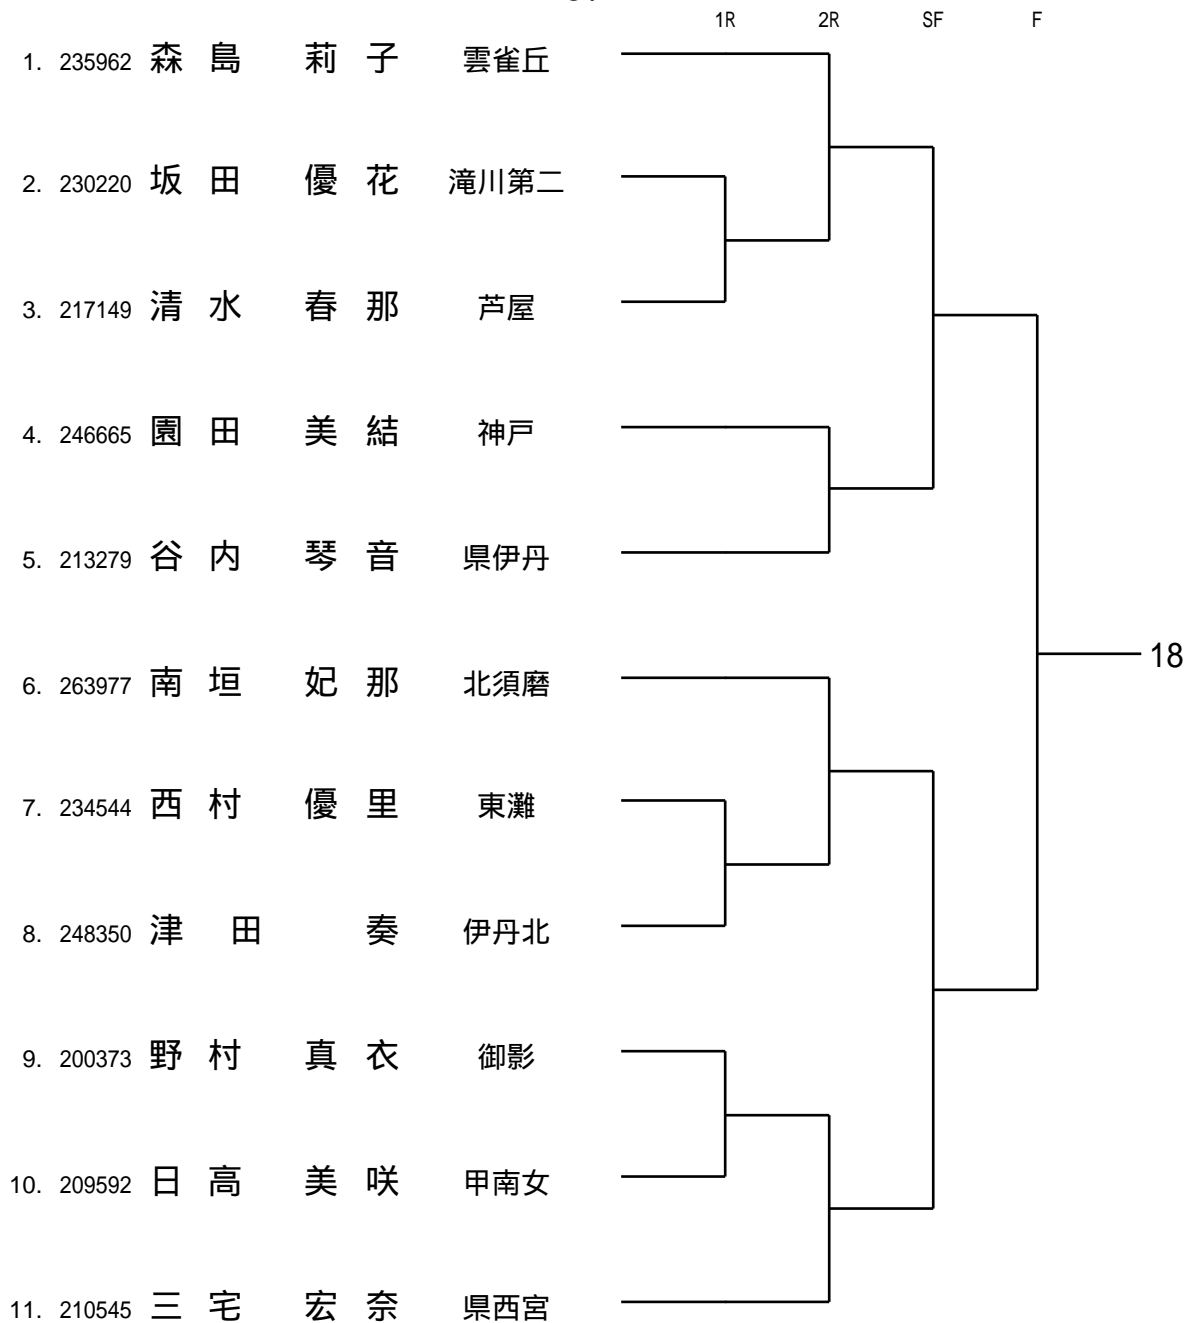 1R 2R SF F
1. 235962 森島 莉子 雲雀丘
2. 230220 坂田 優花 滝川第二
3. 217149 清水 春那 芦屋
4. 246665 園田 美結 神戸
5. 213279 谷内 琴音 県伊丹
18
6. 263977 南垣 妃那 北須磨
7. 234544 西村 優里 東灘
8. 248350 津田 奏 伊丹北
9. 200373 野村 真衣 御影
10. 209592 日高 美咲 甲南女
11. 210545 三宅 宏奈 県西宮